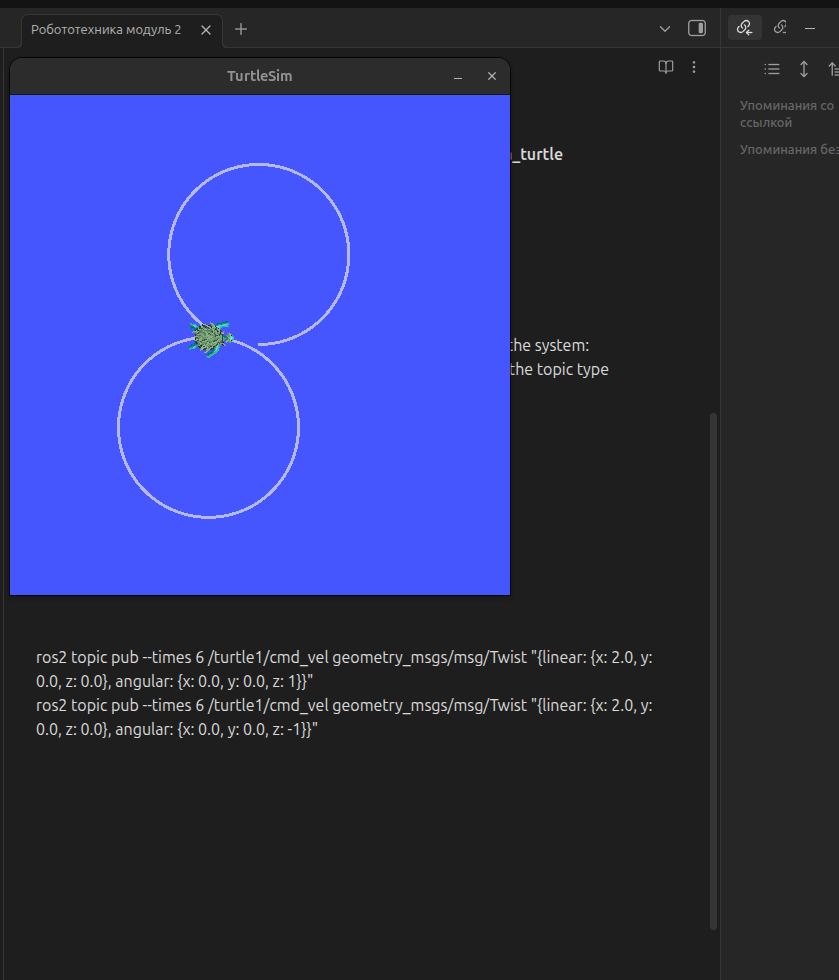 Робототехника модуль 2
TurtleSim
_turtle
the system:
the topic type
Упоминания со
ссылкой
Упоминания без
ros2 topic pub --times 6 /turtle1/cmd_vel geometry_msgs/msg/Twist "{linear: {x: 2.0, y:
0.0, z: 0.0}, angular: {x: 0.0, y: 0.0, z: 1}}"
ros2 topic pub --times 6 /turtle1/cmd_vel geometry_msgs/msg/Twist "{linear: {x: 2.0, y:
0.0, z: 0.0}, angular: {x: 0.0, y: 0.0, z: -1}}"